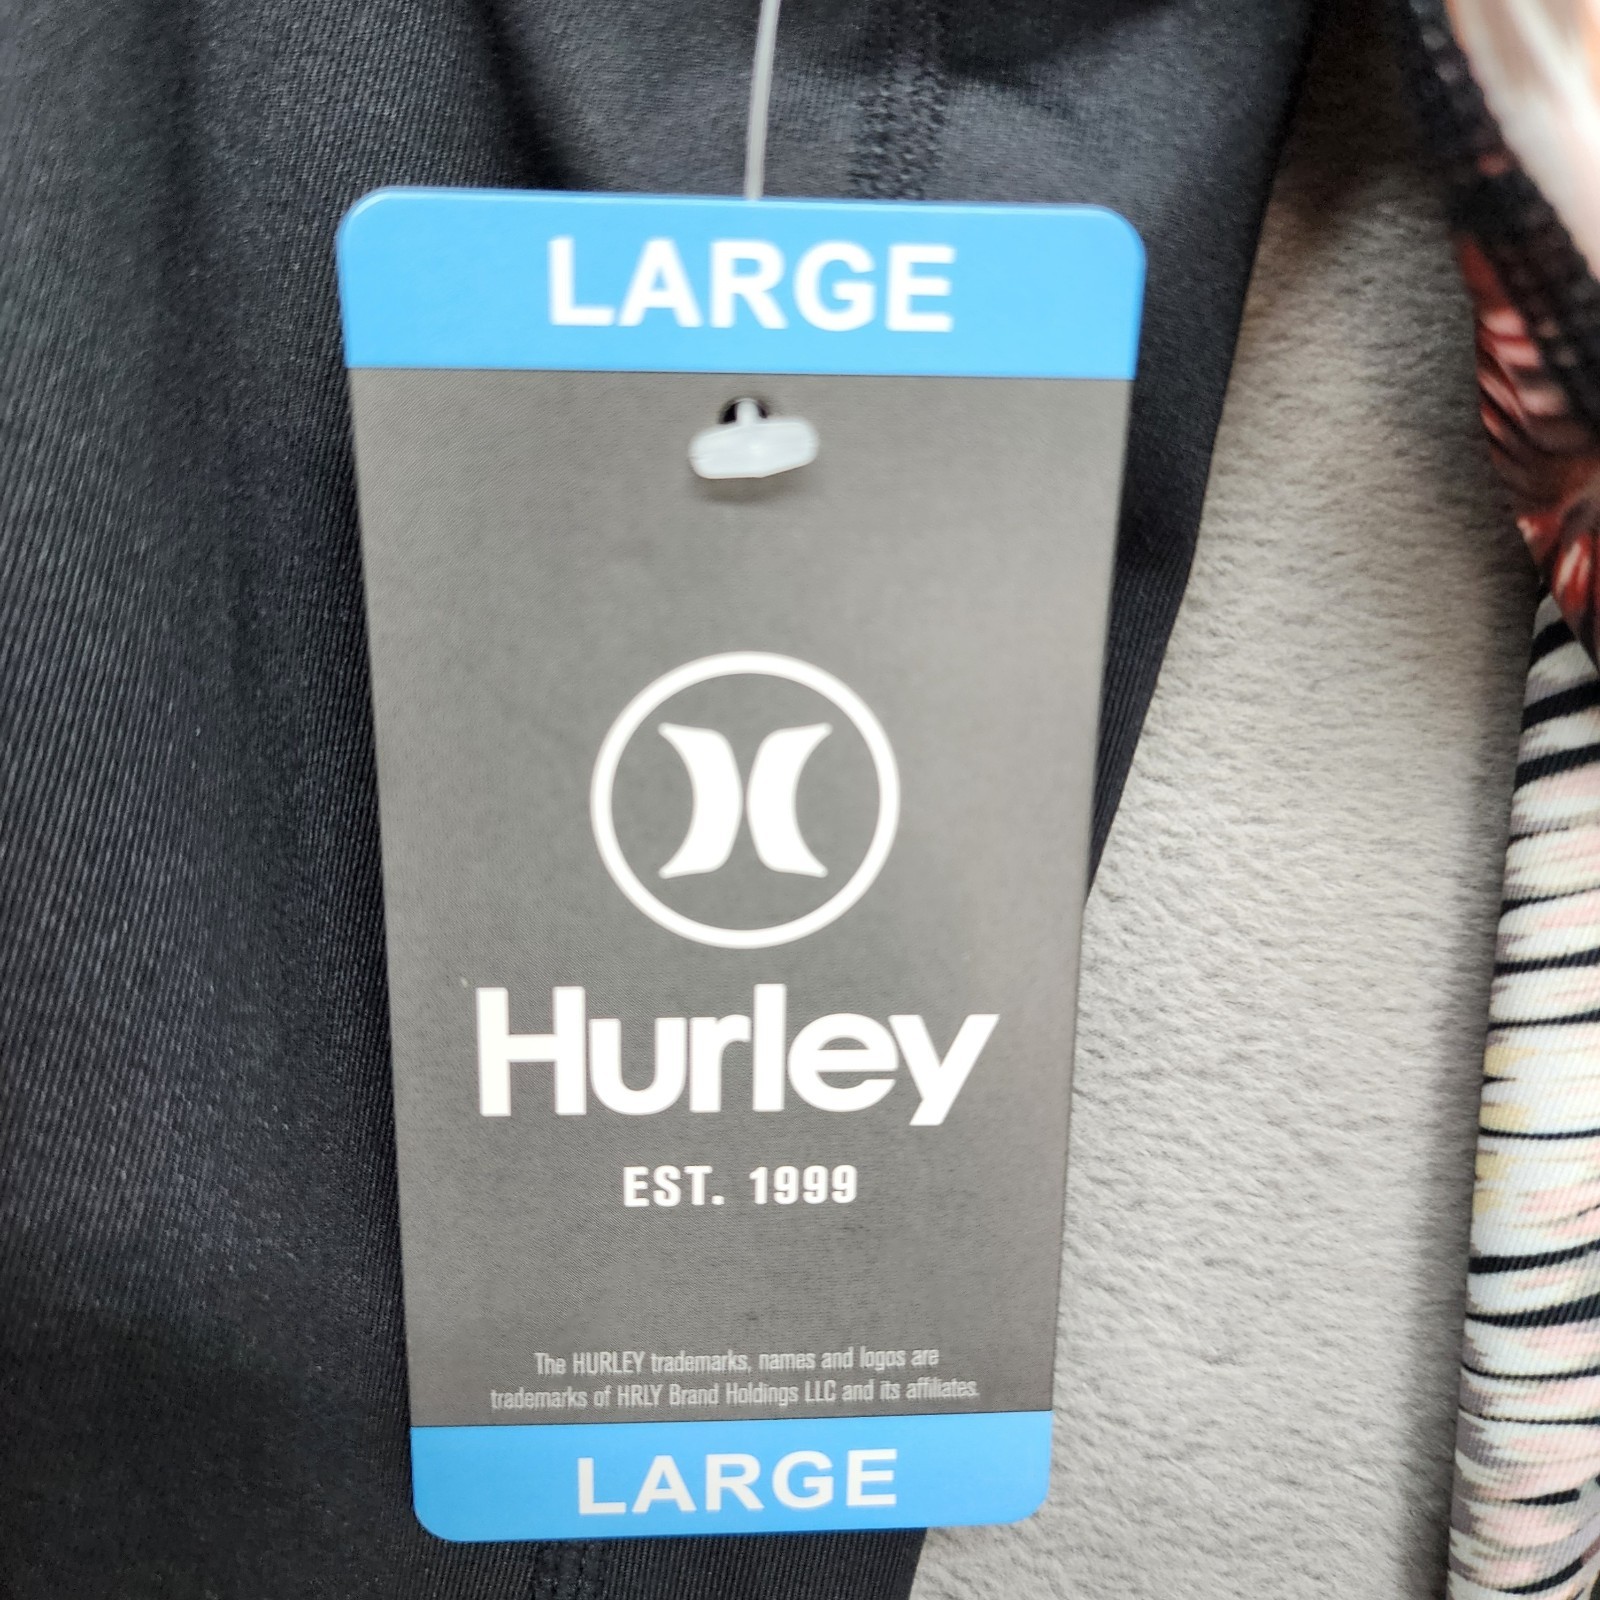 LARGE
Hurley
EST. 1999
The HURLEY trademarks, names and logos are
trademarks of HRLY Brand Holdings LLC and its affiliates.
LARGE